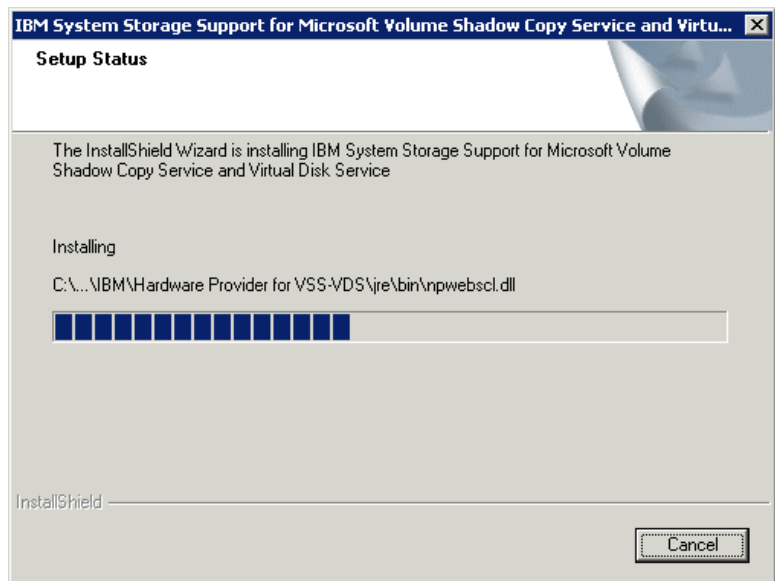 IBM System Storage Support for Microsoft Volume Shadow Copy Service and Virtu...
Setup Status
The InstallShield Wizard is installing IBM System Storage Support for Microsoft Volume
Shadow Copy Service and Virtual Disk Service
Installing
C:\...\IBM\Hardware Provider for VSS-VDS\jre\bin\npwebscl.dll
InstallShield
Cancel